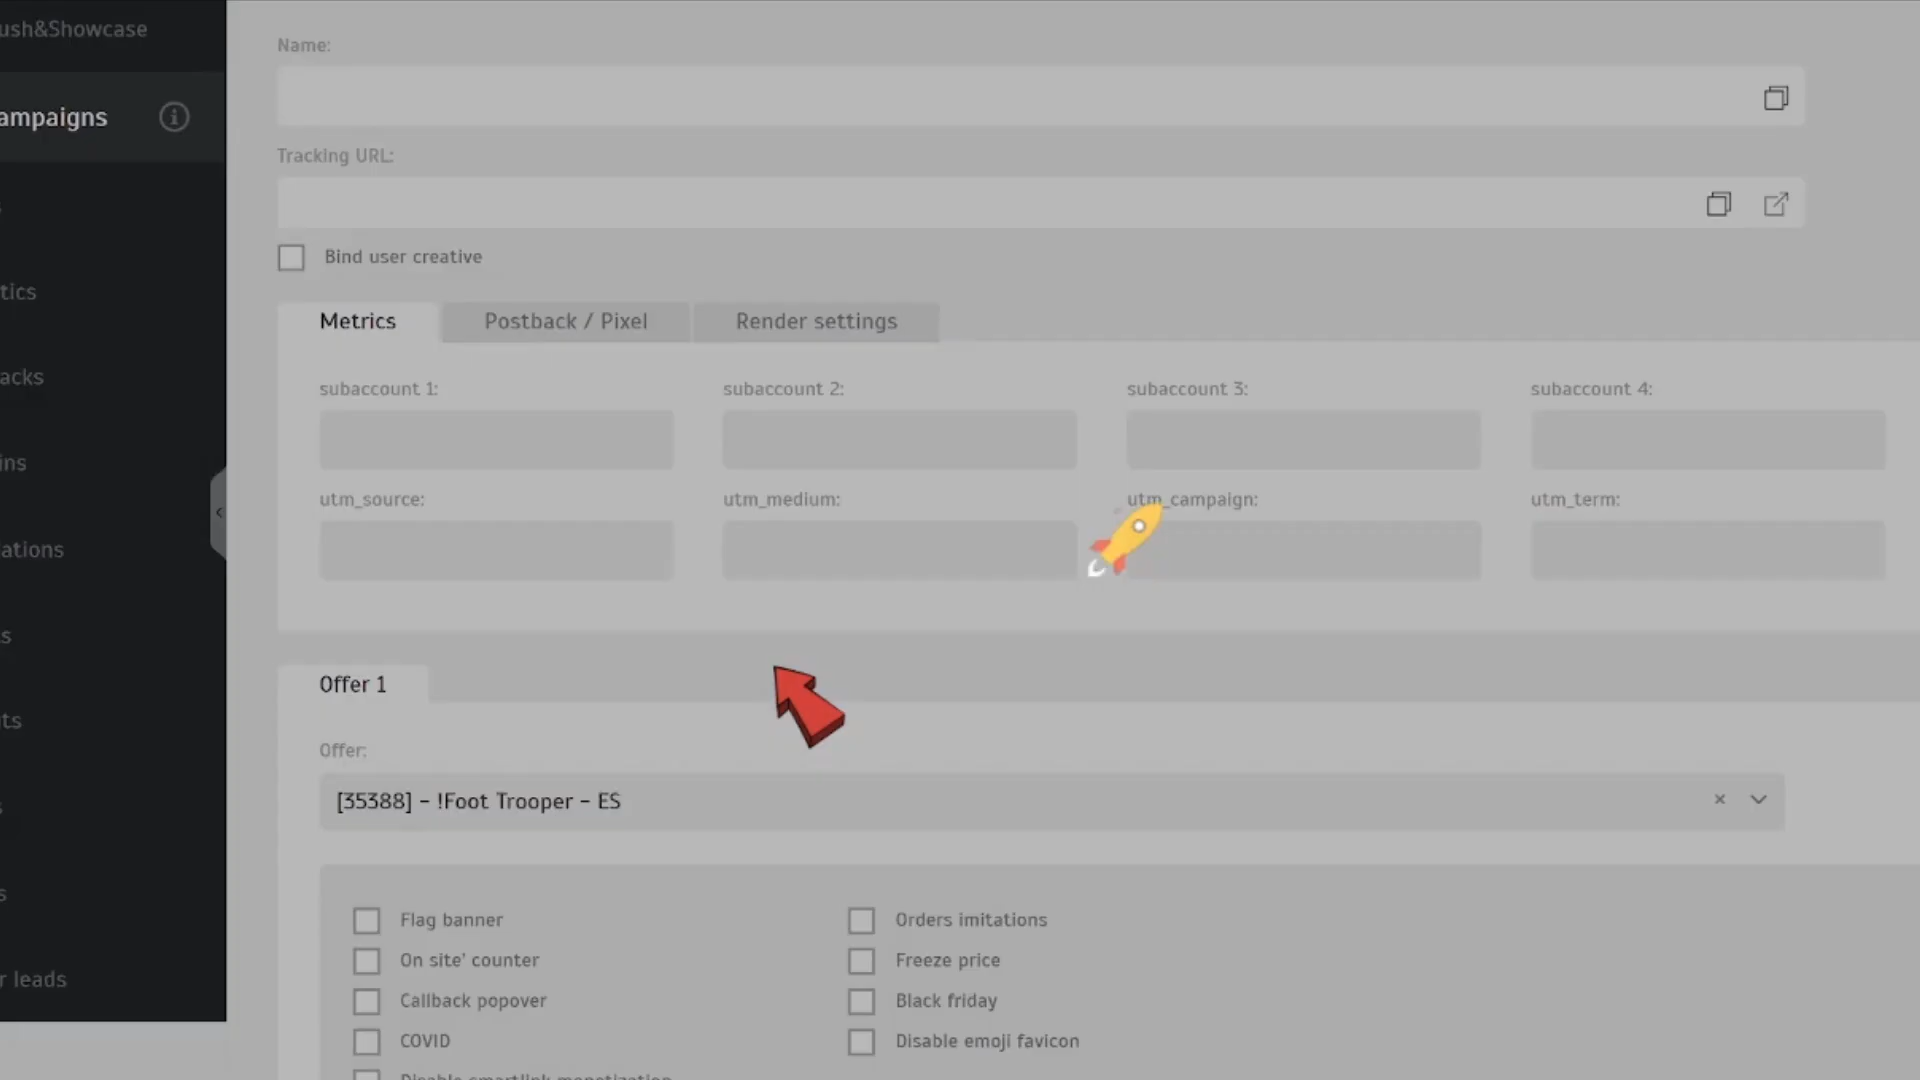 ush&Showcase
ampaigns
tics
acks
ins
ations
s
ts
s
r leads
Name:
Tracking URL:
Bind user creative
Metrics Postback / Pixel Render settings
subaccount 1: subaccount 2: subaccount 3: subaccount 4:
utm_source: utm_medium: utm_campaign: utm_term:
Offer 1
Offer:
[35388] - !Foot Trooper - ES
Flag banner Orders imitations
On site' counter Freeze price
Callback popover Black friday
COVID Disable emoji favicon
Disable smartlink monetization